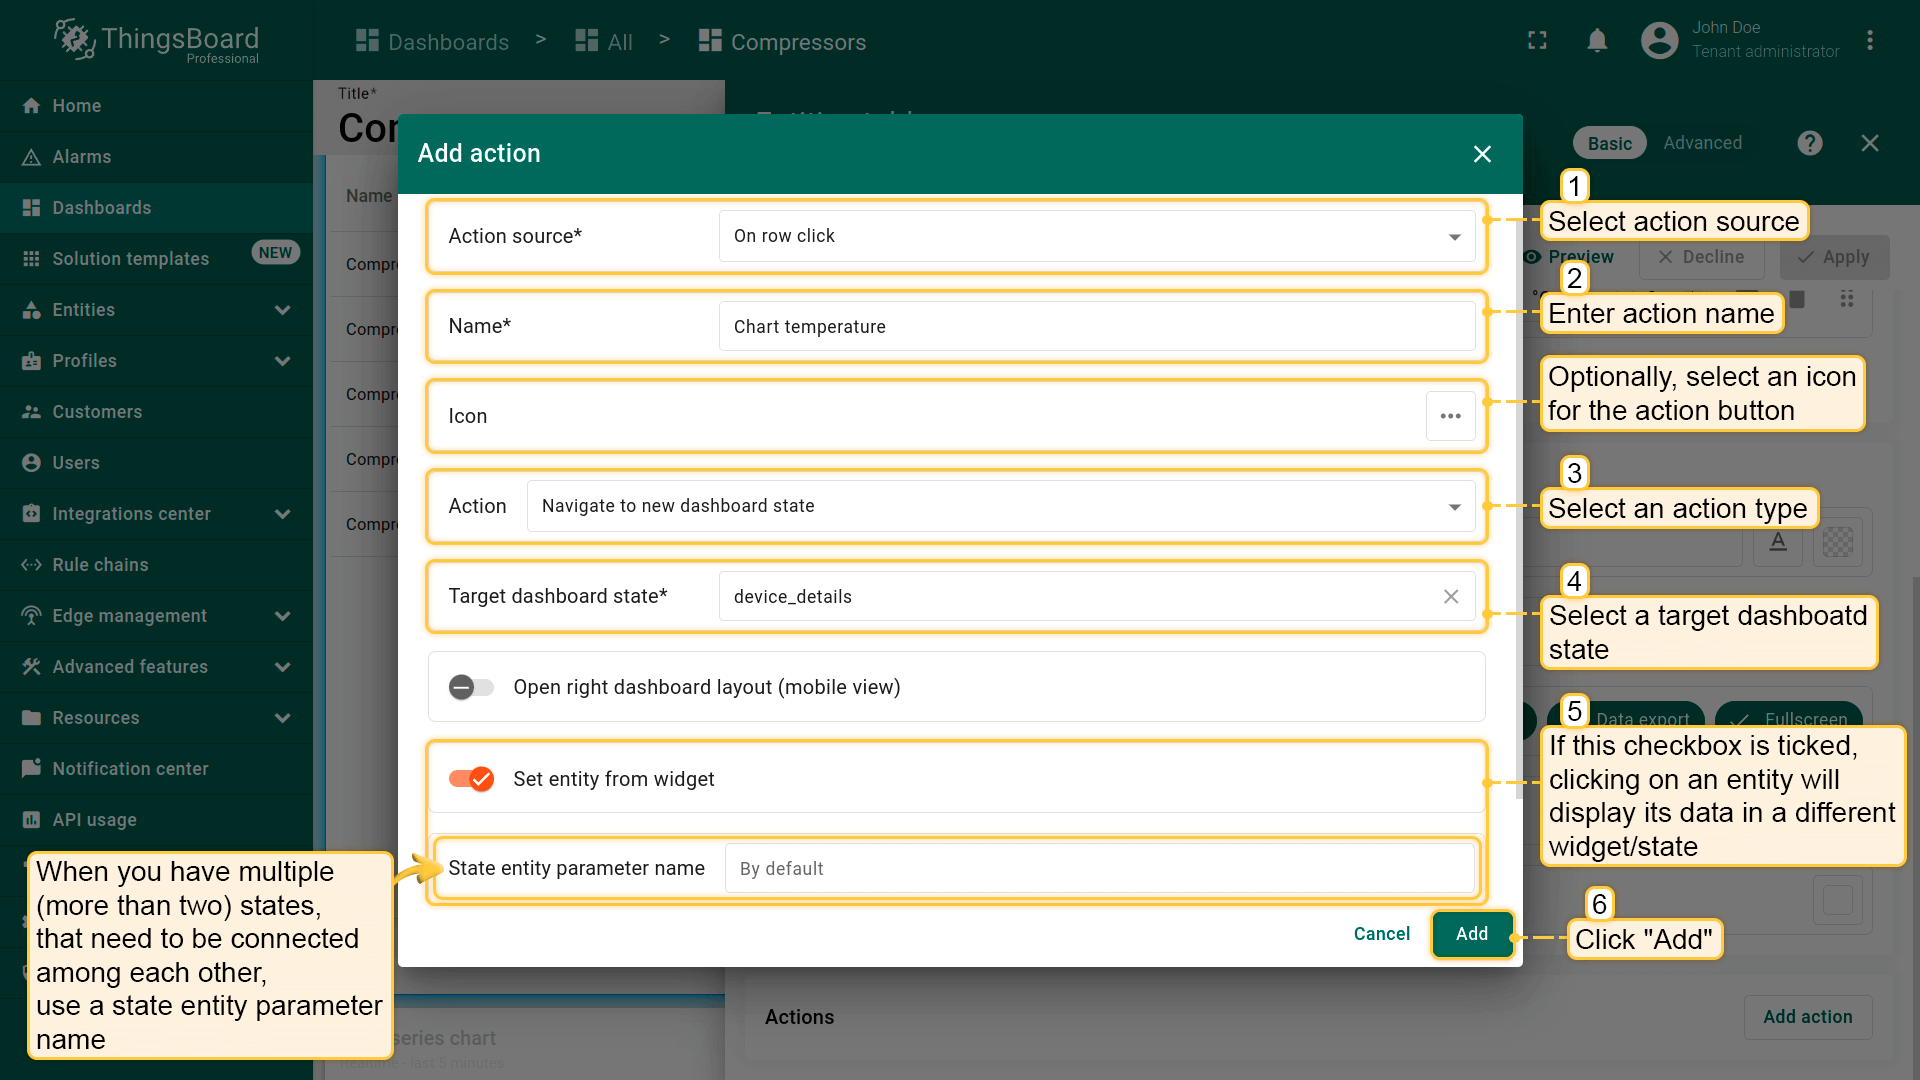 ThingsBoard
Professional
Dashboards > All > Compressors
John Doe
Tenant administrator
Home
Alarms
Dashboards
Solution templates NEW
Entities
Profiles
Customers
Users
Integrations center
Rule chains
Edge management
Advanced features
Resources
Notification center
API usage
Title*
Name
Compr
Compr
Compr
Compr
Compr
Basic Advanced
Preview Decline Apply
Add action
Action source* On row click
Name* Chart temperature
Icon
Action Navigate to new dashboard state
Target dashboard state* device_details
Open right dashboard layout (mobile view)
Set entity from widget
State entity parameter name By default
Cancel Add
1
Select action source
2
Enter action name
Optionally, select an icon
for the action button
3
Select an action type
4
Select a target dashboatd
state
Data export Fullscreen
5
If this checkbox is ticked,
clicking on an entity will
display its data in a different
widget/state
6
Click "Add"
When you have multiple
(more than two) states,
that need to be connected
among each other,
use a state entity parameter
name
series chart
Realtime - last 5 minutes
Actions Add action